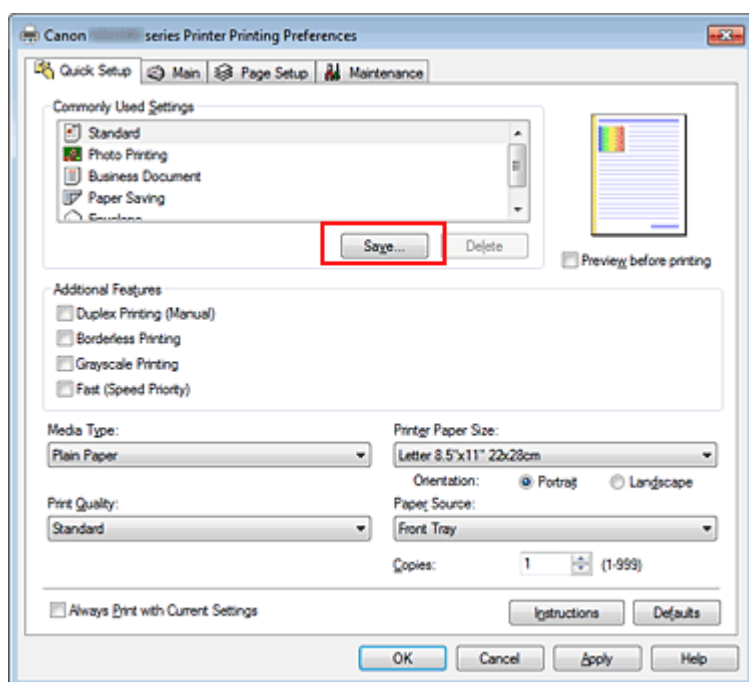 Canon series Printer Printing Preferences
Quick Setup Main Page Setup Maintenance
Commonly Used Settings
Standard
Photo Printing
Business Document
Paper Saving
Envelope
Save... Delete
Preview before printing
Additional Features
Duplex Printing (Manual)
Borderless Printing
Grayscale Printing
Fast (Speed Priority)
Media Type: Printer Paper Size:
Plain Paper Letter 8.5"x11" 22x28cm
Orientation: Portrait Landscape
Print Quality: Paper Source:
Standard Front Tray
Copies: 1 (1-999)
Always Print with Current Settings Instructions Defaults
OK Cancel Apply Help